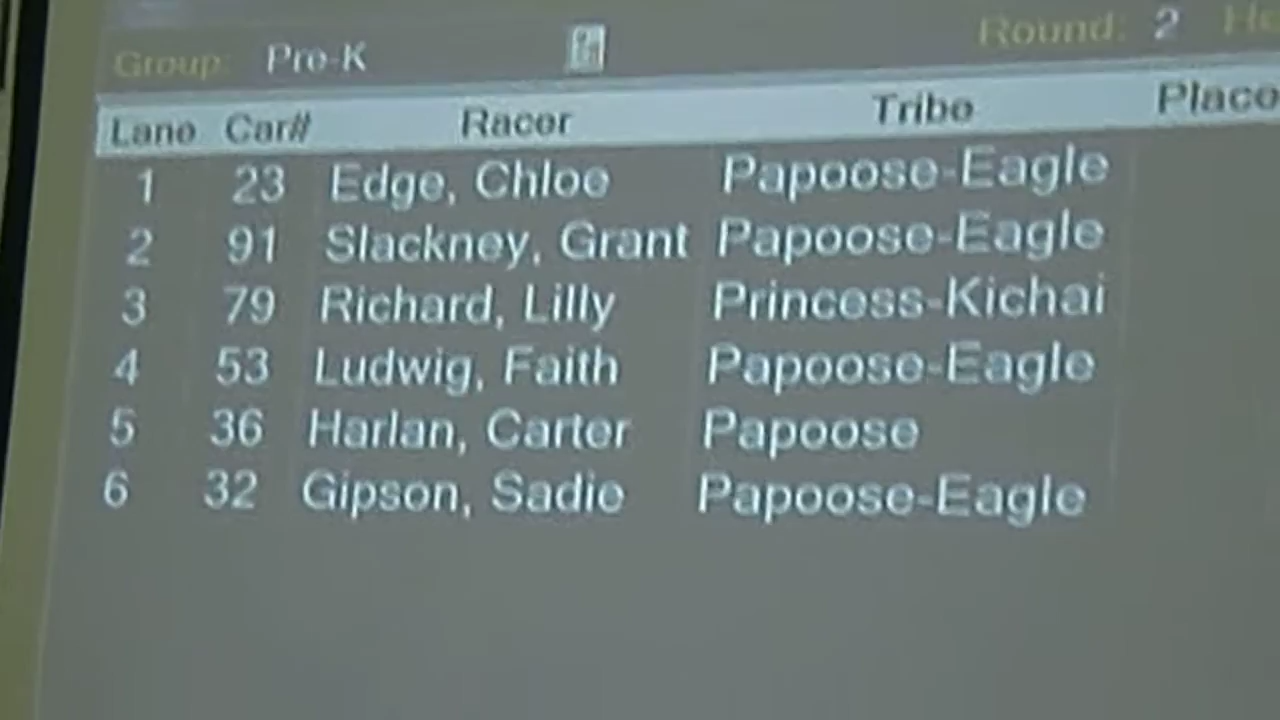 Group: Pre-K Round: 2
Lane Car# Racer Tribe Place
1 23 Edge, Chloe Papoose-Eagle
2 91 Slackney, Grant Papoose-Eagle
3 79 Richard, Lilly Princess-Kichai
4 53 Ludwig, Faith Papoose-Eagle
5 36 Harlan, Carter Papoose
6 32 Gipson, Sadie Papoose-Eagle